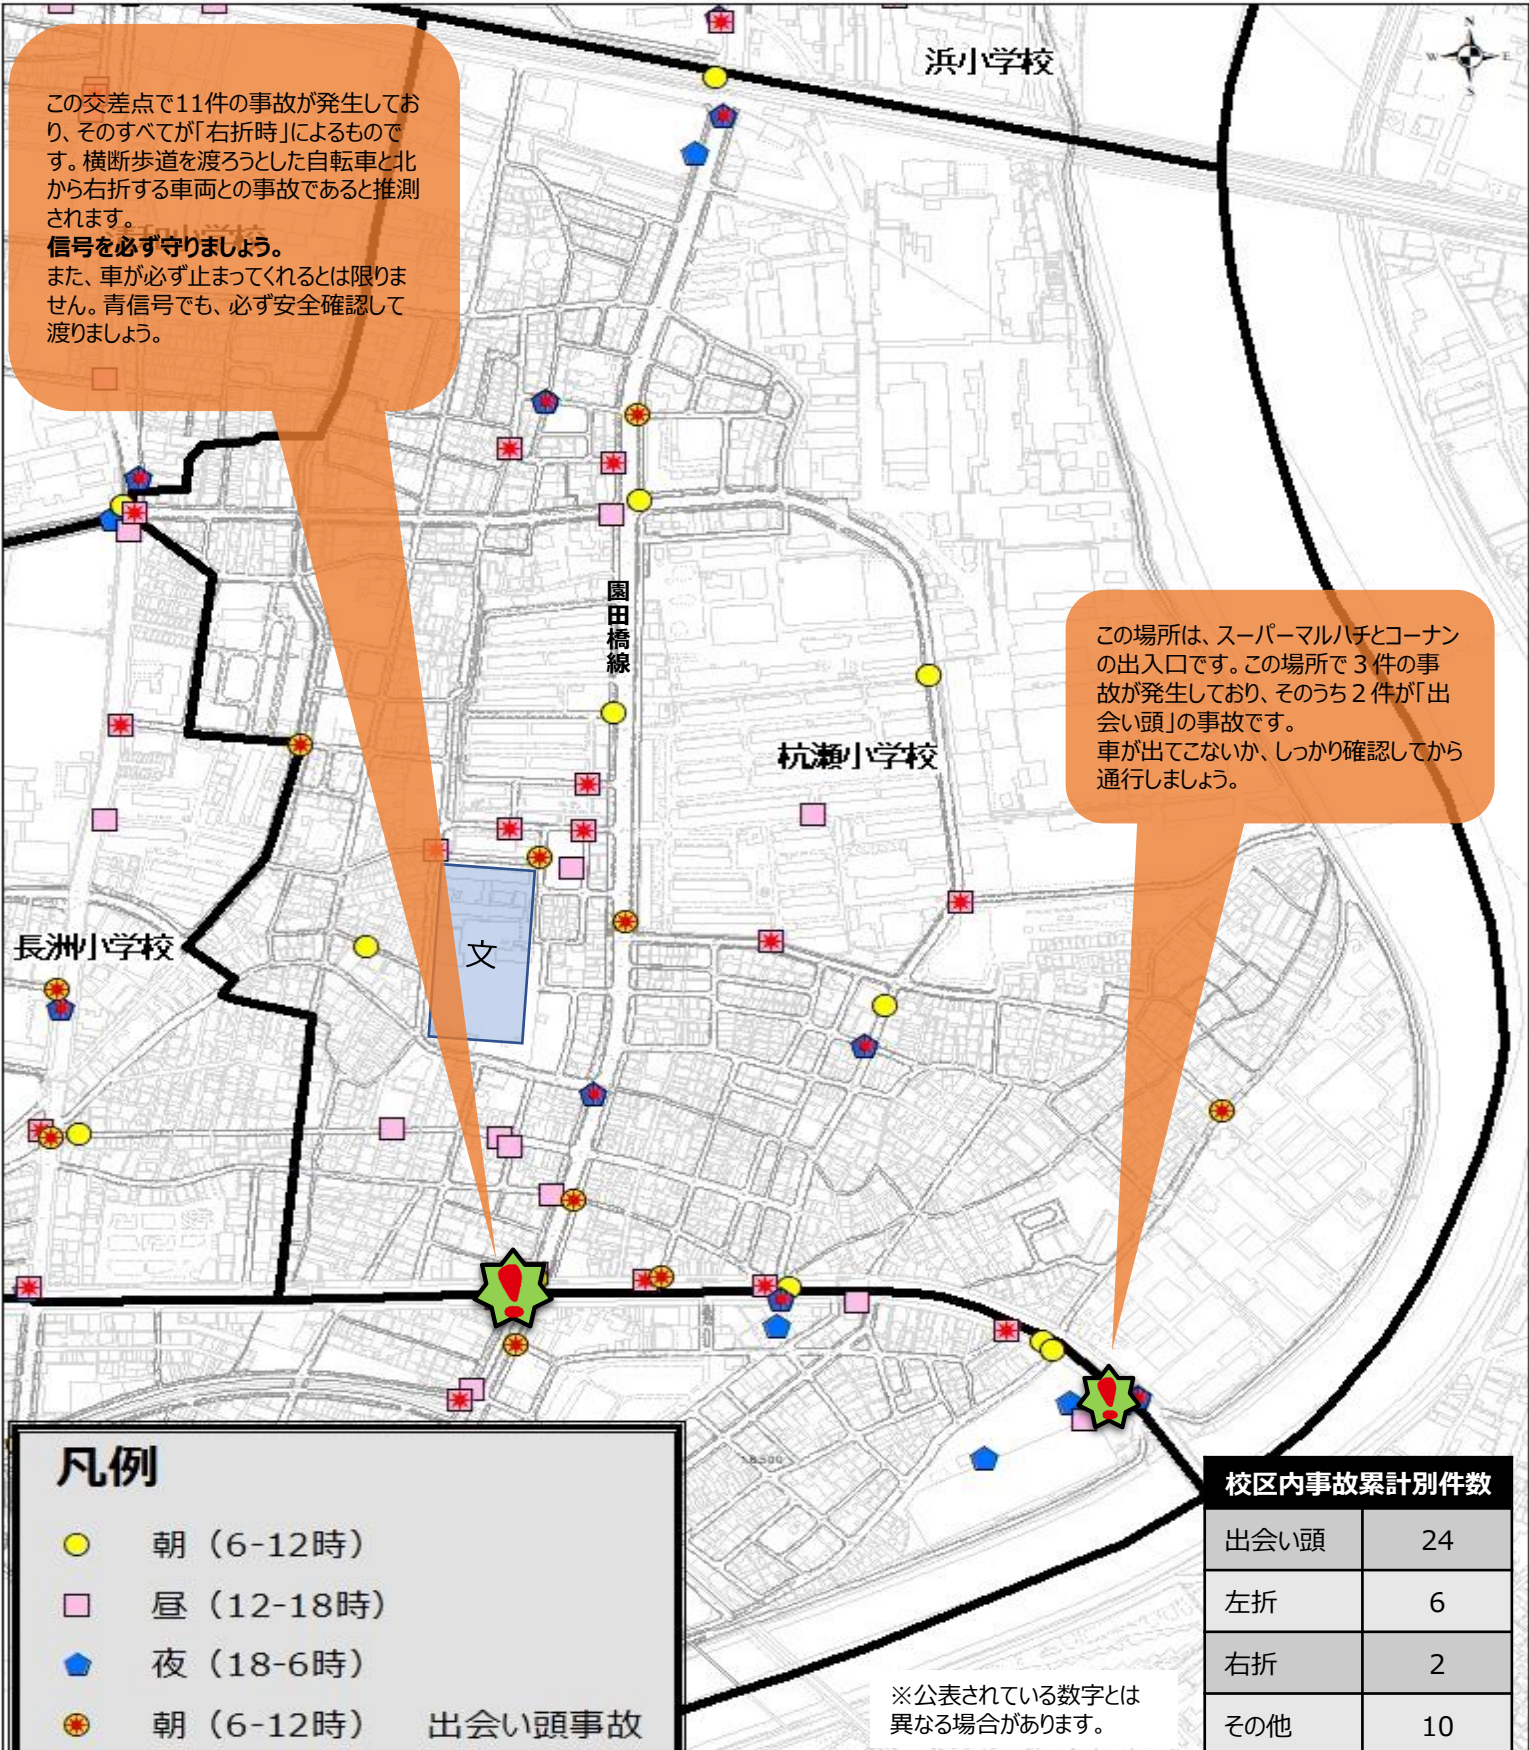 浜小学校
N
W
E
S
この交差点で11件の事故が発生してお
り、そのすべてが「右折時」によるもので
す。横断歩道を渡ろうとした自転車と北
から右折する車両との事故であると推測
されます。
信号を必ず守りましょう。
また、車が必ず止まってくれるとは限りま
せん。青信号でも、必ず安全確認して
渡りましょう。
小学校
園田橋線
この場所は、スーパーマルハチとコーナン
の出入口です。この場所で3件の事
故が発生しており、そのうち2件が「出
会い頭」の事故です。
車が出てこないか、しっかり確認してから
通行しましょう。
杭瀬小学校
長洲小学校
文
凡例
朝（6-12時）
昼（12-18時）
夜（18-6時）
朝（6-12時） 出会い頭事故
※公表されている数字とは
異なる場合があります。
校区内事故累計別件数
出会い頭 24
左折 6
右折 2
その他 10